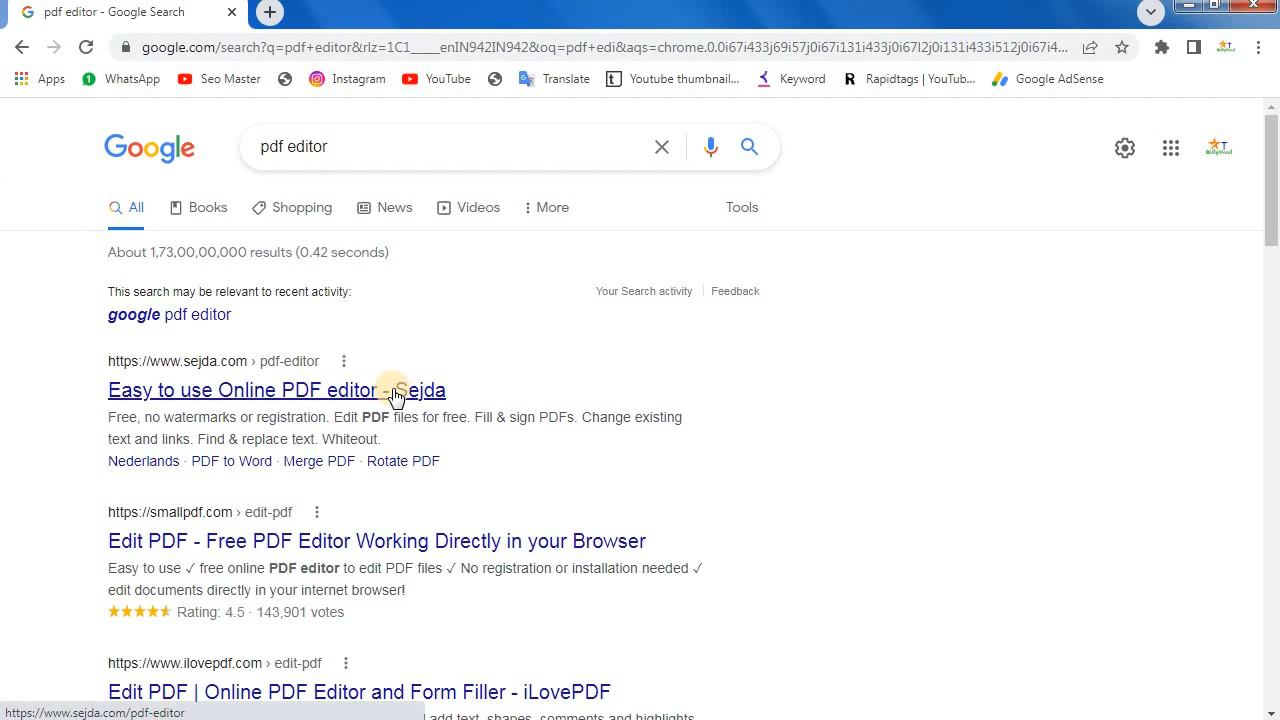 pdf editor - Google Search
google.com/search?q=pdf+editor&rlz=1C1____enIN942IN942&oq=pdf+edi&aqs=chrome.0.0i67i433j69i57j0i67i131i433j0i67l2j0i131i433i512j0i67i4...
Apps WhatsApp Seo Master Instagram YouTube Translate Youtube thumbnail... Keyword Rapidtags | YouTub... Google AdSense
Google pdf editor
All Books Shopping News Videos More Tools
About 1,73,00,00,000 results (0.42 seconds)
This search may be relevant to recent activity: Your Search activity Feedback
google pdf editor
https://www.sejda.com › pdf-editor
Easy to use Online PDF editor - Sejda
Free, no watermarks or registration. Edit PDF files for free. Fill & sign PDFs. Change existing
text and links. Find & replace text. Whiteout.
Nederlands · PDF to Word · Merge PDF · Rotate PDF
https://smallpdf.com › edit-pdf
Edit PDF - Free PDF Editor Working Directly in your Browser
Easy to use ✓ free online PDF editor to edit PDF files ✓ No registration or installation needed ✓
edit documents directly in your internet browser!
Rating: 4.5 · 143,901 votes
https://www.ilovepdf.com › edit-pdf
Edit PDF | Online PDF Editor and Form Filler - iLovePDF
https://www.sejda.com/pdf-editor
add text, shapes, comments and highlights